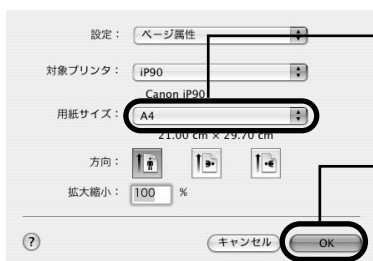 設定： ページ属性
対象プリンタ： iP90
Canon iP90
用紙サイズ： A4
21.00 cm × 29.70 cm
方向：
拡大縮小： 100 %
? キャンセル OK